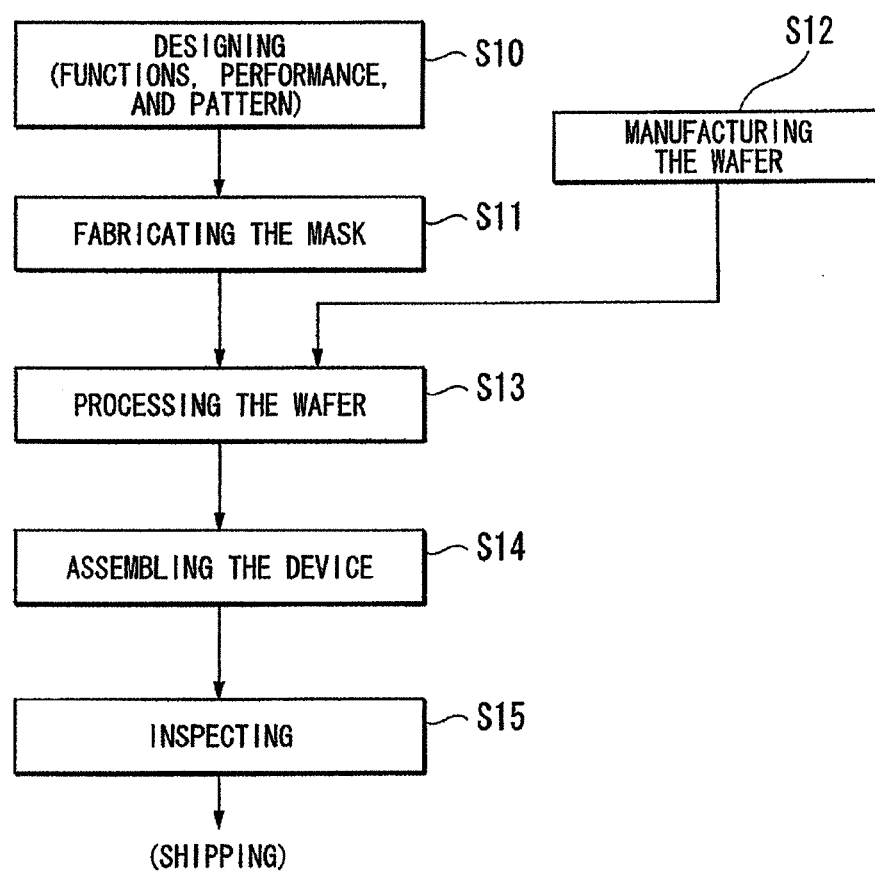 DESIGNING
(FUNCTIONS, PERFORMANCE,
AND PATTERN)
S10
S12
MANUFACTURING
THE WAFER
FABRICATING THE MASK
S11
PROCESSING THE WAFER
S13
ASSEMBLING THE DEVICE
S14
INSPECTING
S15
(SHIPPING)